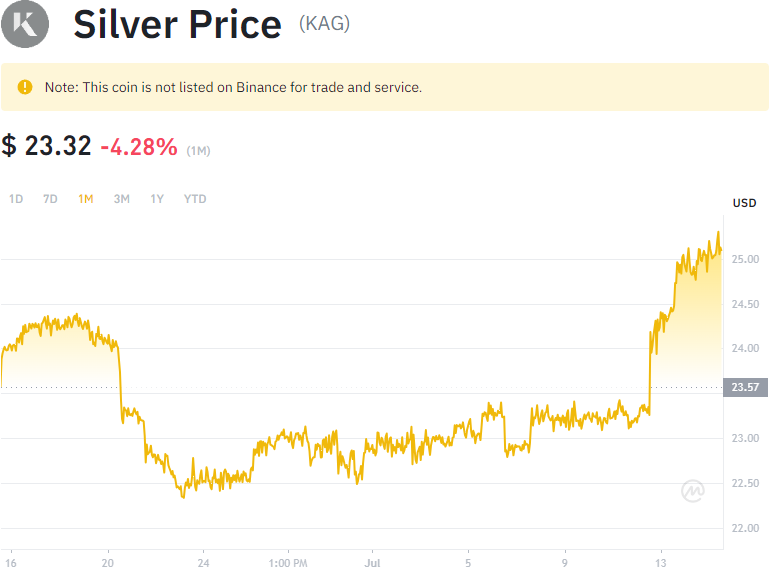 Silver Price (KAG)
Note: This coin is not listed on Binance for trade and service.
$ 23.32 -4.28% (1M)
1D 7D 1M 3M 1Y YTD
USD
25.00
24.50
24.00
23.57
23.00
22.50
22.00
16 20 24 1:00 PM Jul 5 9 13